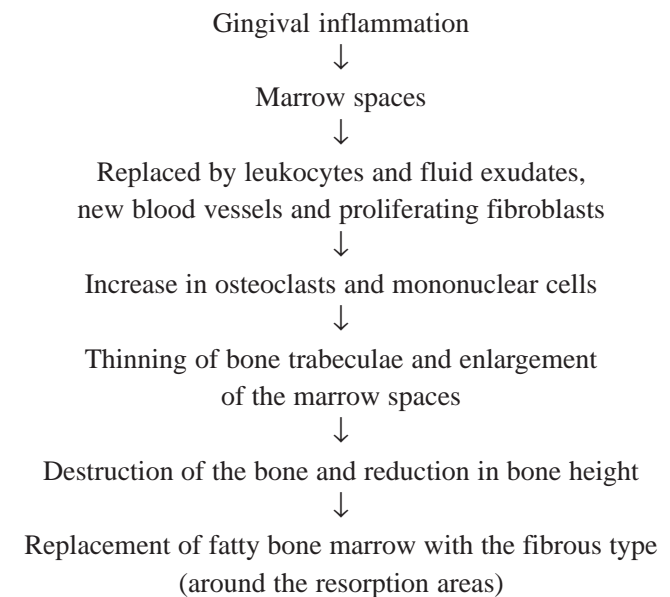 Gingival inflammation
↓
Marrow spaces
↓
Replaced by leukocytes and fluid exudates,
new blood vessels and proliferating fibroblasts
↓
Increase in osteoclasts and mononuclear cells
↓
Thinning of bone trabeculae and enlargement
of the marrow spaces
↓
Destruction of the bone and reduction in bone height
↓
Replacement of fatty bone marrow with the fibrous type
(around the resorption areas)